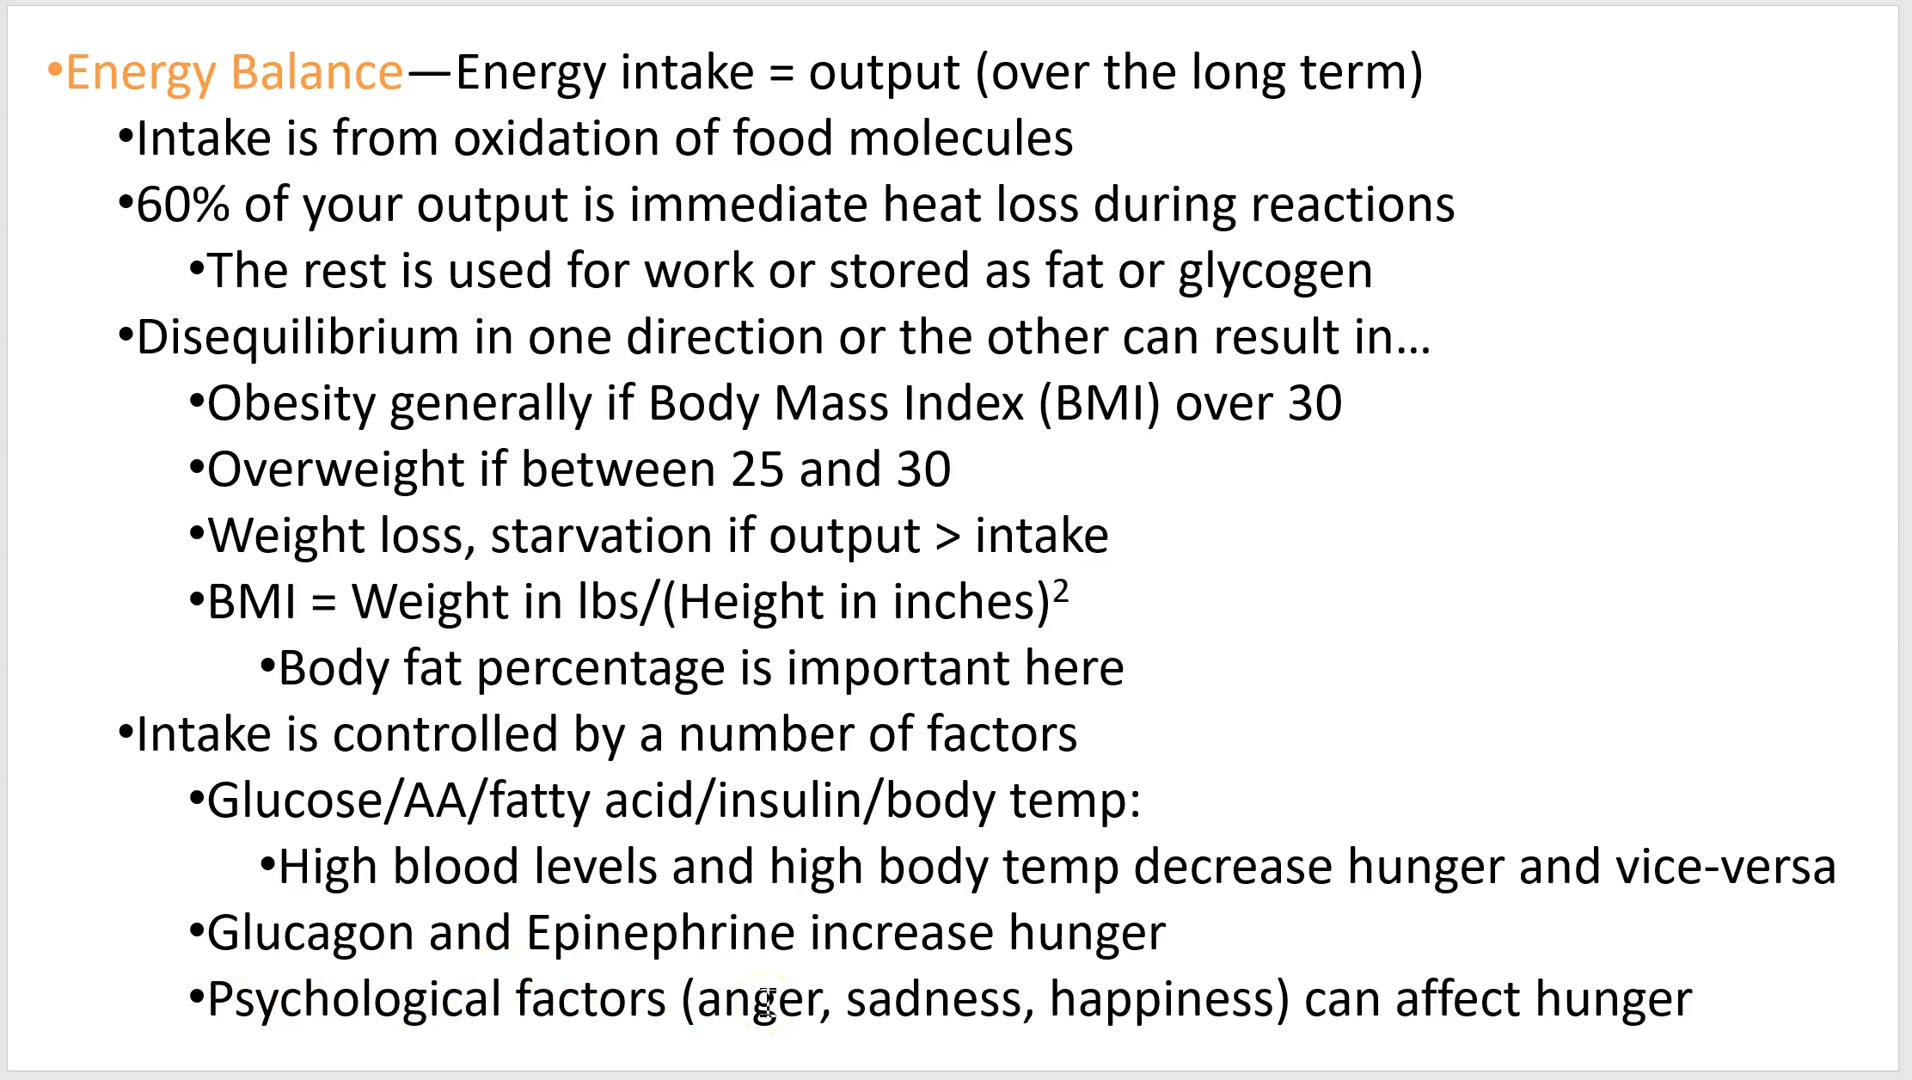 •Energy Balance—Energy intake = output (over the long term)
•Intake is from oxidation of food molecules
•60% of your output is immediate heat loss during reactions
•The rest is used for work or stored as fat or glycogen
•Disequilibrium in one direction or the other can result in…
•Obesity generally if Body Mass Index (BMI) over 30
•Overweight if between 25 and 30
•Weight loss, starvation if output > intake
•BMI = Weight in lbs/(Height in inches)²
•Body fat percentage is important here
•Intake is controlled by a number of factors
•Glucose/AA/fatty acid/insulin/body temp:
•High blood levels and high body temp decrease hunger and vice-versa
•Glucagon and Epinephrine increase hunger
•Psychological factors (anger, sadness, happiness) can affect hunger